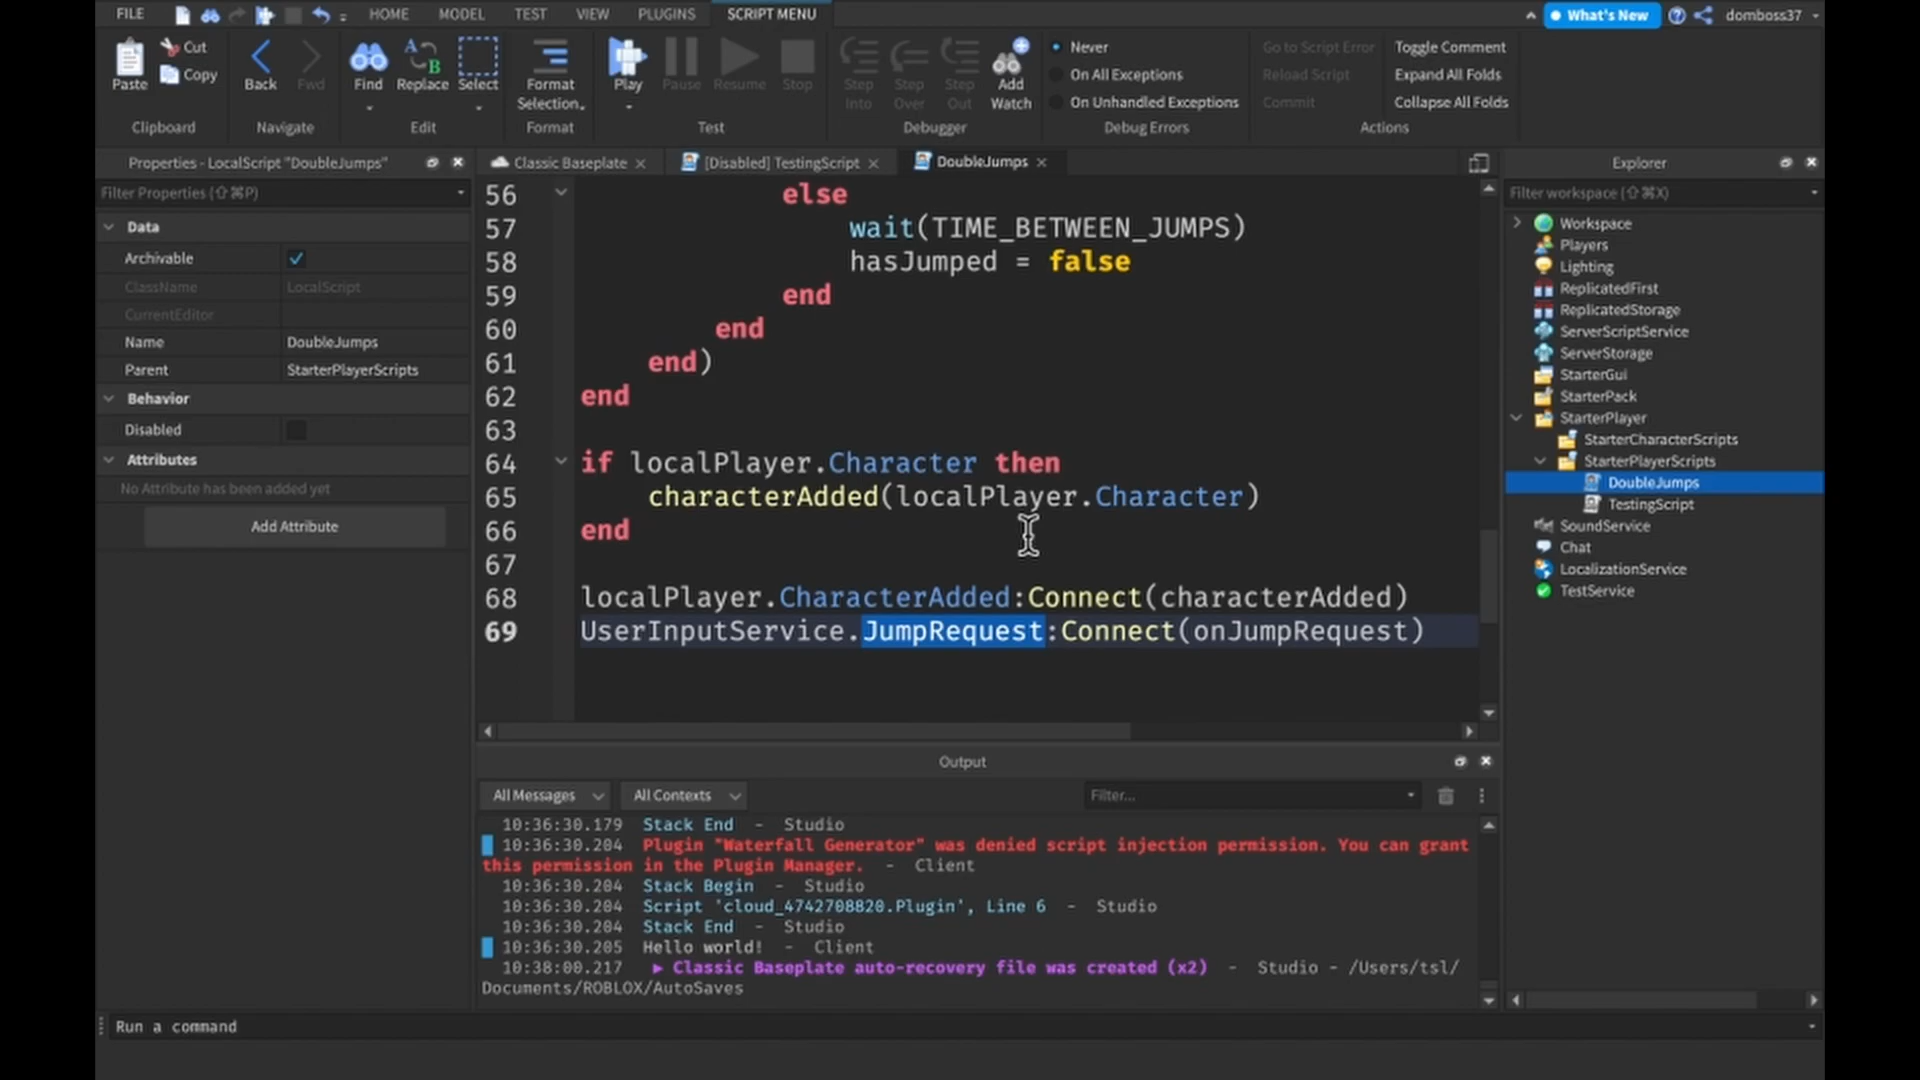 FILE HOME MODEL TEST VIEW PLUGINS SCRIPT MENU What's New domboss37
Paste Cut Copy
Clipboard
Back Fwd
Navigate
Find Replace Select
Edit
Format Selection
Format
Play Pause Resume Stop
Test
Step Into Step Over Step Out Add Watch
Debugger
Never
On All Exceptions
On Unhandled Exceptions
Debug Errors
Go to Script Error
Reload Script
Commit
Toggle Comment
Expand All Folds
Collapse All Folds
Actions
Properties - LocalScript "DoubleJumps"
Filter Properties (⇧⌘P)
Data
Archivable
ClassName LocalScript
CurrentEditor
Name DoubleJumps
Parent StarterPlayerScripts
Behavior
Disabled
Attributes
No Attribute has been added yet
Add Attribute
Classic Baseplate [Disabled] TestingScript DoubleJumps
56 else
57 wait(TIME_BETWEEN_JUMPS)
58 hasJumped = false
59 end
60 end
61 end)
62 end
63
64 if localPlayer.Character then
65 characterAdded(localPlayer.Character)
66 end
67
68 localPlayer.CharacterAdded:Connect(characterAdded)
69 UserInputService.JumpRequest:Connect(onJumpRequest)
Output
All Messages All Contexts Filter...
10:36:30.179 Stack End - Studio
10:36:30.204 Plugin "Waterfall Generator" was denied script injection permission. You can grant
this permission in the Plugin Manager. - Client
10:36:30.204 Stack Begin - Studio
10:36:30.204 Script 'cloud_4742708820.Plugin', Line 6 - Studio
10:36:30.204 Stack End - Studio
10:36:30.205 Hello world! - Client
10:38:00.217 ▶ Classic Baseplate auto-recovery file was created (x2) - Studio - /Users/tsl/
Documents/ROBLOX/AutoSaves
Run a command
Explorer
Filter workspace (⇧⌘X)
Workspace
Players
Lighting
ReplicatedFirst
ReplicatedStorage
ServerScriptService
ServerStorage
StarterGui
StarterPack
StarterPlayer
StarterCharacterScripts
StarterPlayerScripts
DoubleJumps
TestingScript
SoundService
Chat
LocalizationService
TestService